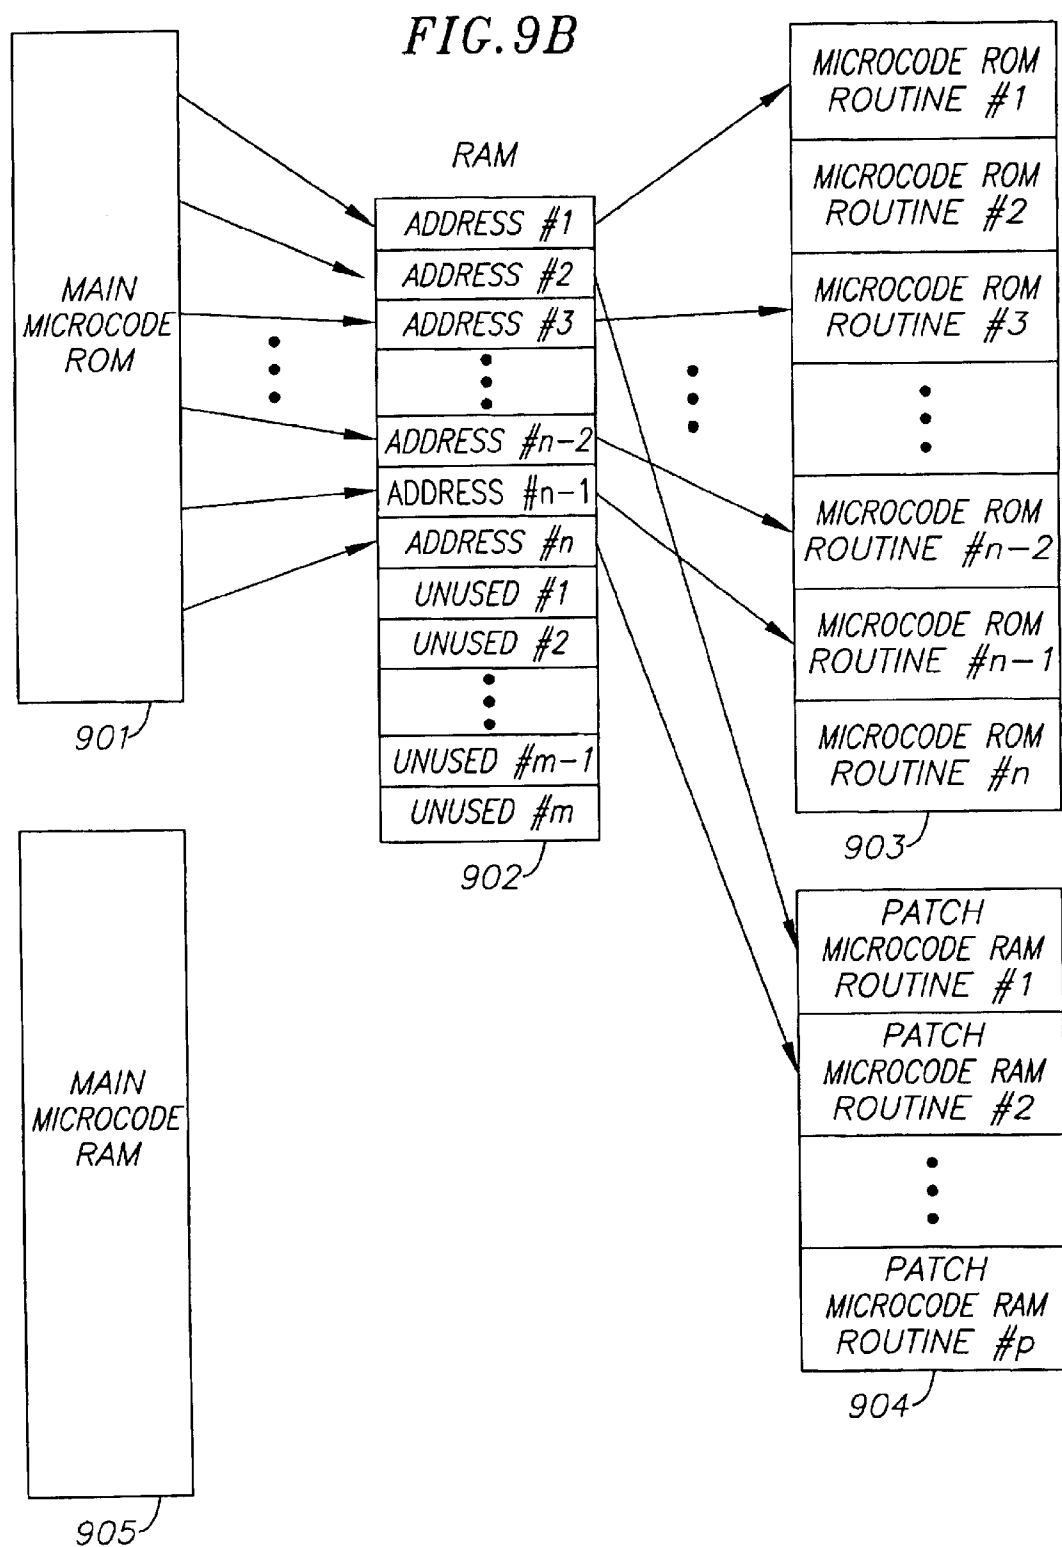 FIG.9B
MAIN
MICROCODE
ROM
901
RAM
ADDRESS #1
ADDRESS #2
ADDRESS #3
ADDRESS #n-2
ADDRESS #n-1
ADDRESS #n
UNUSED #1
UNUSED #2
UNUSED #m-1
UNUSED #m
902
MICROCODE ROM
ROUTINE #1
MICROCODE ROM
ROUTINE #2
MICROCODE ROM
ROUTINE #3
MICROCODE ROM
ROUTINE #n-2
MICROCODE ROM
ROUTINE #n-1
MICROCODE ROM
ROUTINE #n
903
MAIN
MICROCODE
RAM
905
PATCH
MICROCODE RAM
ROUTINE #1
PATCH
MICROCODE RAM
ROUTINE #2
PATCH
MICROCODE RAM
ROUTINE #p
904